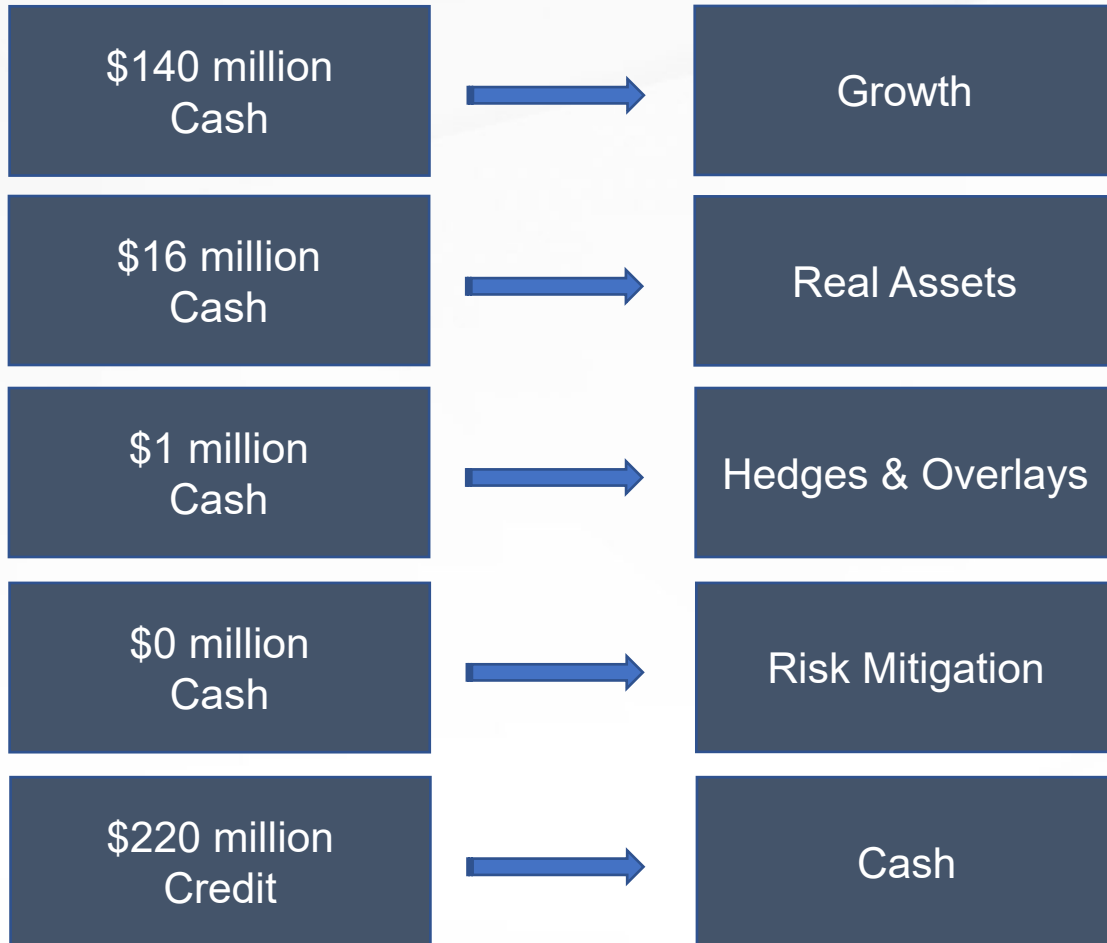 $140 million
Cash
Growth
$16 million
Cash
Real Assets
$1 million
Cash
Hedges & Overlays
$0 million
Cash
Risk Mitigation
$220 million
Credit
Cash